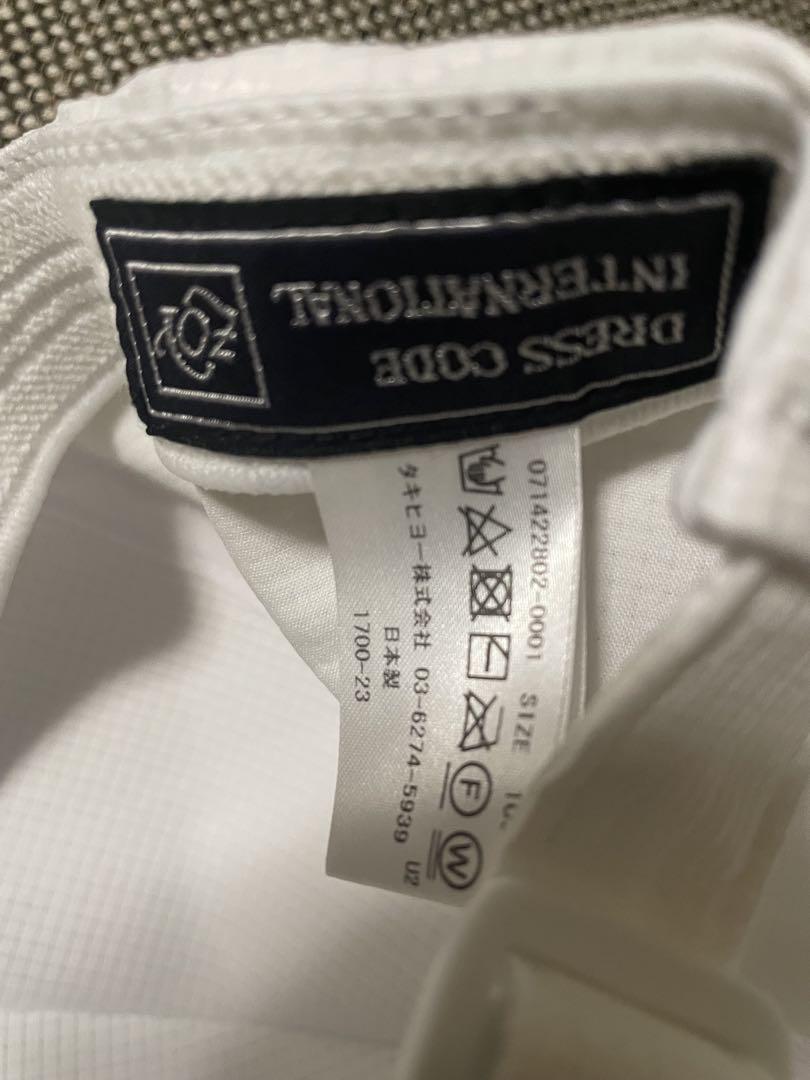 DRESS CODE
INTERNATIONAL
071422802-0001 SIZE
F
W
タキヒヨー株式会社 03-6274-5939 U2
日本製
1700-23